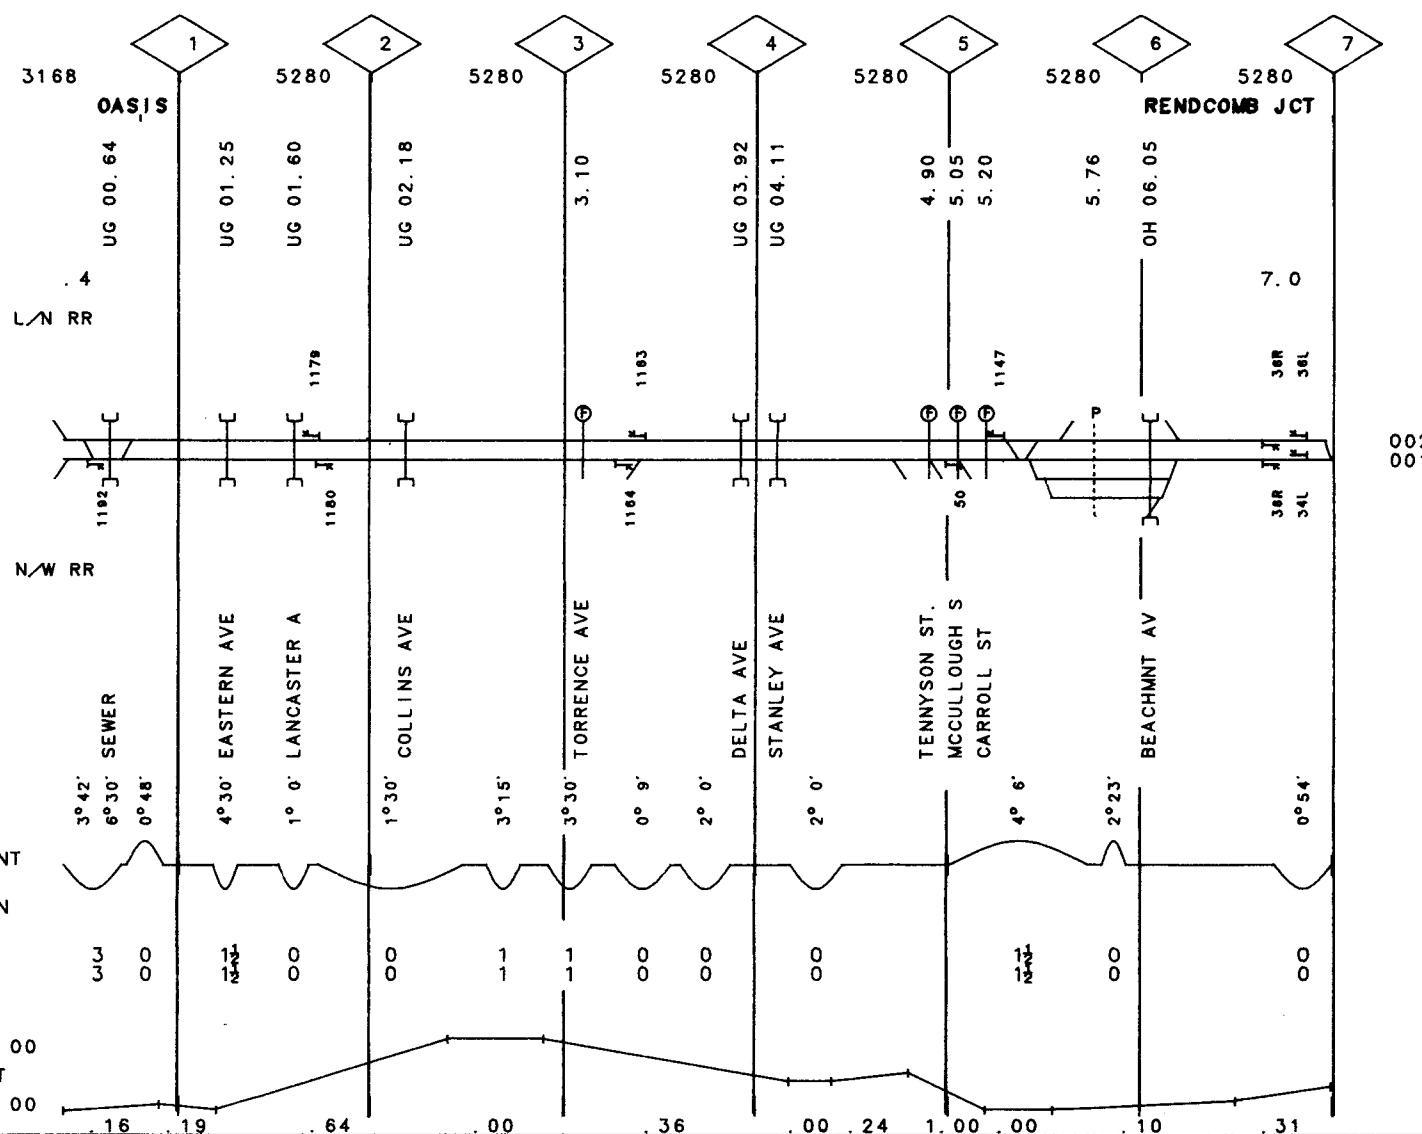 1 2 3 4 5 6 7
3168 5280 5280 5280 5280 5280 5280
OASIS RENDCOMB JCT
UG 00.64
UG 01.25
UG 01.60
UG 02.18
3.10
UG 03.92
UG 04.11
4.90
5.05
5.20
5.76
OH 06.05
.4 7.0
L/N RR
1179 1163 1147 36R 36L
F F F F P
1192 1180 1164 50 38R 34L
N/W RR
SEWER
EASTERN AVE
LANCASTER A
COLLINS AVE
TORRENCE AVE
DELTA AVE
STANLEY AVE
TENNYSON ST.
MCCULLOUGH S
CARROLL ST
BEACHMNT AV
3°42' 6°30' 0°48' 4°30' 1° 0' 1°30' 3°15' 3°30' 0° 9' 2° 0' 2° 0' 4° 6' 2°23' 0°54'
NT
N
3 0 1½ 0 0 1 1 0 0 0 1½ 0 0
3 0 1½ 0 0 1 1 0 0 0 1½ 0 0
00
T
00
.16 .19 .64 .00 .36 .00 .24 1.00 .00 .10 .31